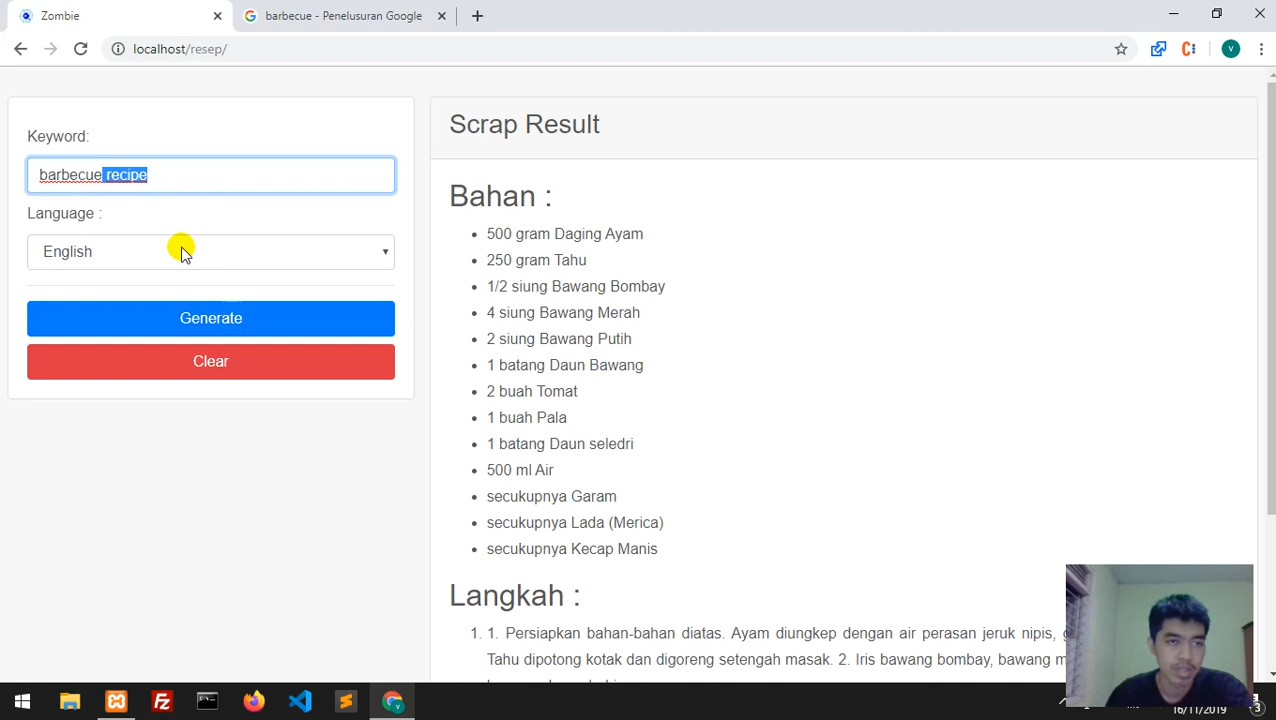 Zombie
barbecue - Penelusuran Google
localhost/resep/
V
Keyword:
barbecue recipe
Language :
English
Generate
Clear
Scrap Result
Bahan :
500 gram Daging Ayam
250 gram Tahu
1/2 siung Bawang Bombay
4 siung Bawang Merah
2 siung Bawang Putih
1 batang Daun Bawang
2 buah Tomat
1 buah Pala
1 batang Daun seledri
500 ml Air
secukupnya Garam
secukupnya Lada (Merica)
secukupnya Kecap Manis
Langkah :
1. 1. Persiapkan bahan-bahan diatas. Ayam diungkep dengan air perasan jeruk nipis,
Tahu dipotong kotak dan digoreng setengah masak. 2. Iris bawang bombay, bawang
16/11/2019
3